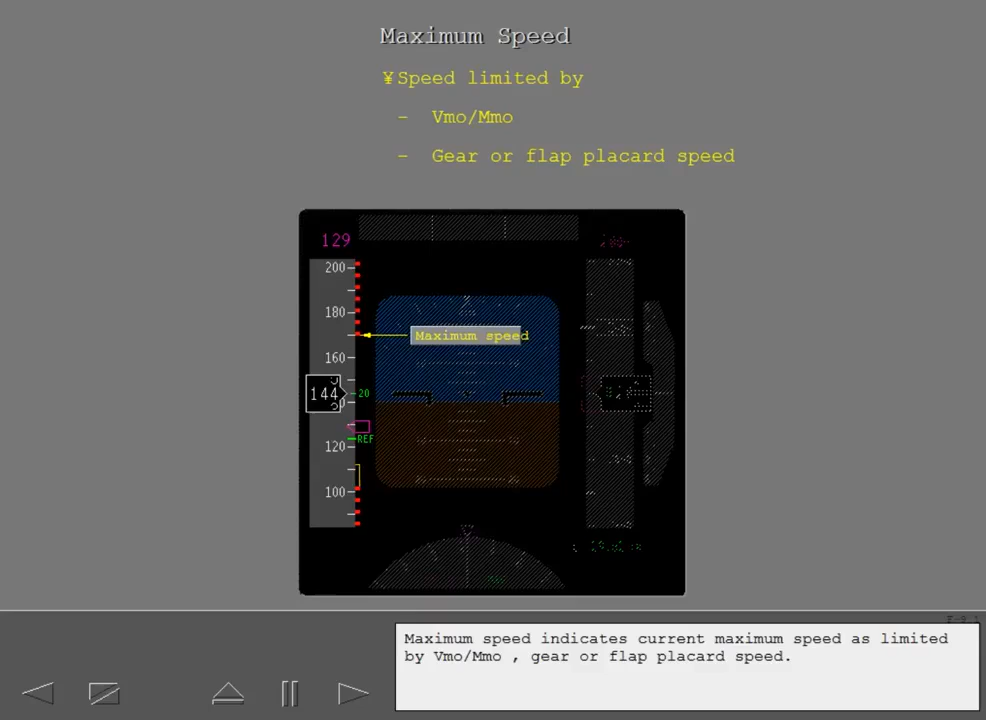 Maximum Speed
¥Speed limited by
- Vmo/Mmo
- Gear or flap placard speed
129
200
180
Maximum speed
160
144
20
REF
120
100
Maximum speed indicates current maximum speed as limited
by Vmo/Mmo , gear or flap placard speed.